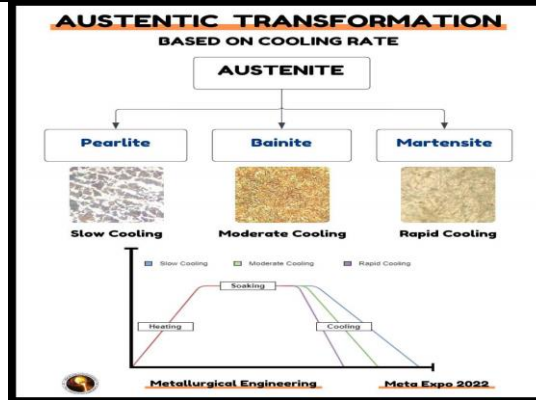 AUSTENTIC TRANSFORMATION
BASED ON COOLING RATE
AUSTENITE
Pearlite
Bainite
Martensite
Slow Cooling
Moderate Cooling
Rapid Cooling
Slow Cooling
Moderate Cooling
Rapid Cooling
Soaking
Heating
Cooling
Metallurgical Engineering
Meta Expo 2022